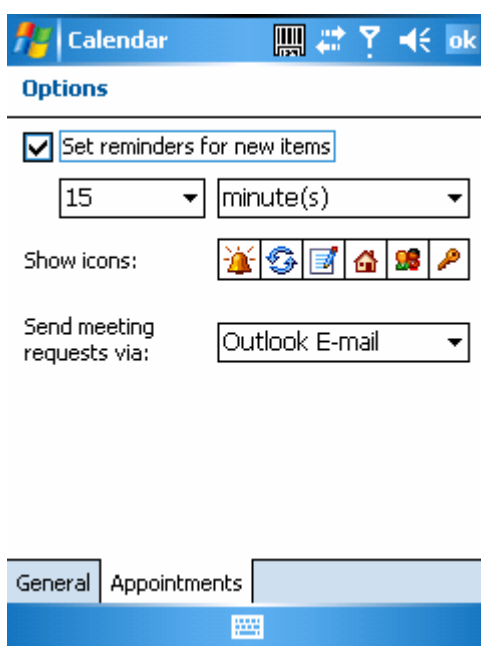 Calendar ok
Options
Set reminders for new items
15 minute(s)
Show icons:
Send meeting
requests via:
Outlook E-mail
General Appointments